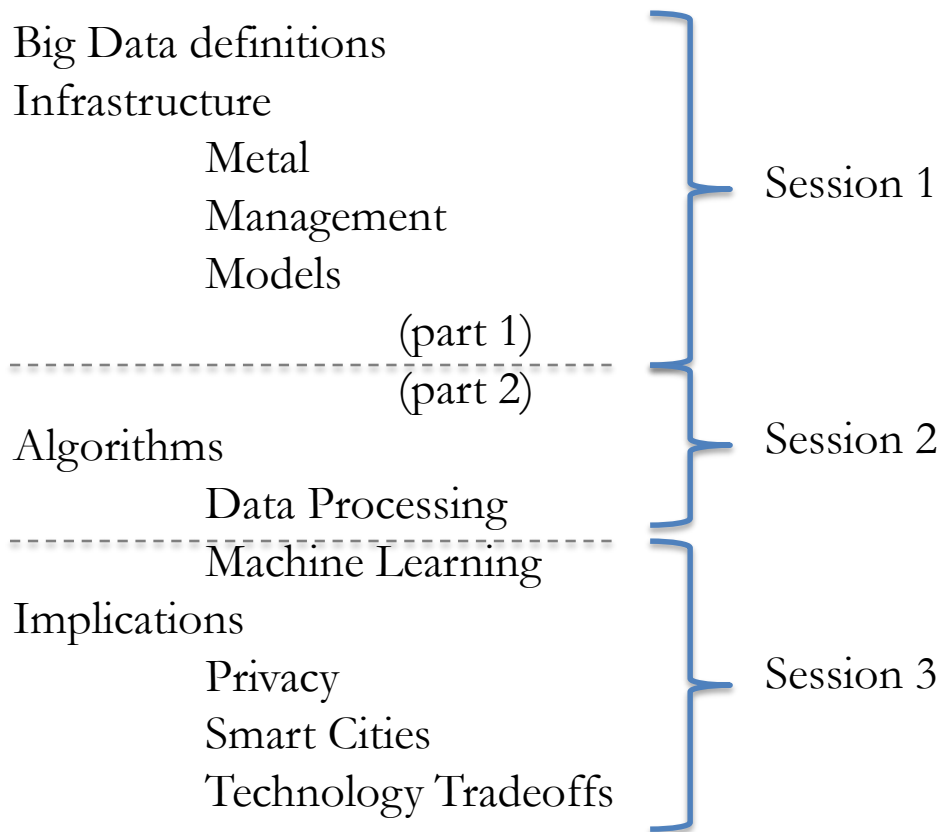 Big Data definitions
Infrastructure
Metal
Management
Models
(part 1)
Session 1
(part 2)
Algorithms
Data Processing
Session 2
Machine Learning
Implications
Privacy
Smart Cities
Technology Tradeoffs
Session 3